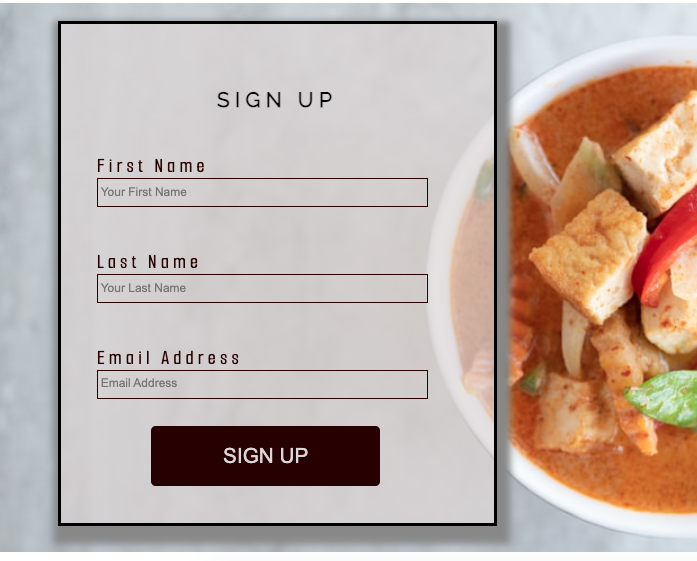 SIGN UP
First Name
Your First Name
Last Name
Your Last Name
Email Address
Email Address
SIGN UP